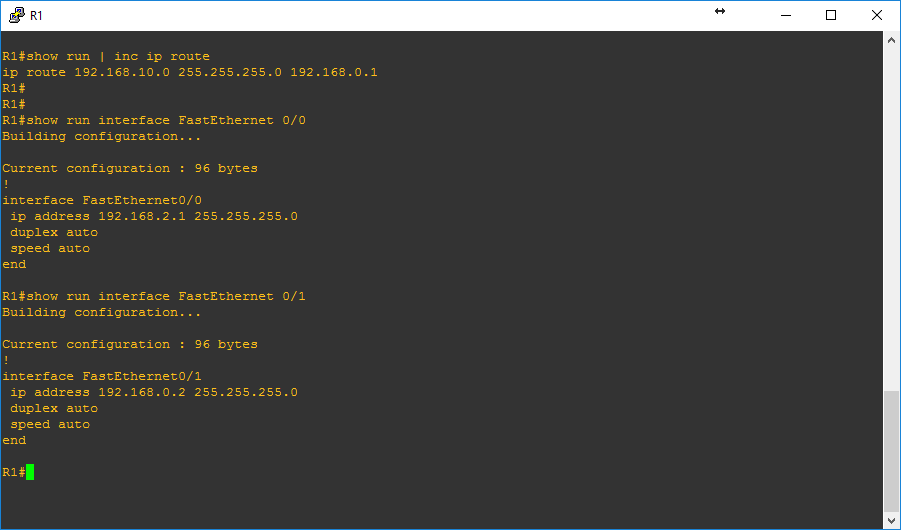 R1
R1#show run | inc ip route
ip route 192.168.10.0 255.255.255.0 192.168.0.1
R1#
R1#
R1#show run interface FastEthernet 0/0
Building configuration...
Current configuration : 96 bytes
!
interface FastEthernet0/0
 ip address 192.168.2.1 255.255.255.0
 duplex auto
 speed auto
end
R1#show run interface FastEthernet 0/1
Building configuration...
Current configuration : 96 bytes
!
interface FastEthernet0/1
 ip address 192.168.0.2 255.255.255.0
 duplex auto
 speed auto
end
R1#